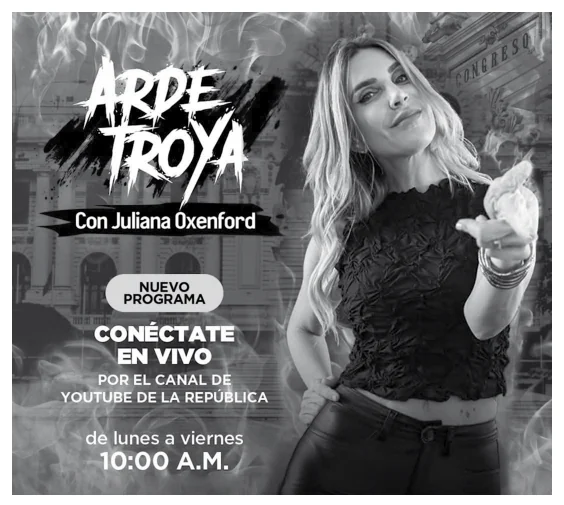 CONGRESO
ARDE
TROYA
Con Juliana Oxenford
NUEVO
PROGRAMA
CONÉCTATE
EN VIVO
POR EL CANAL DE
YOUTUBE DE LA REPÚBLICA
de lunes a viernes
10:00 A.M.